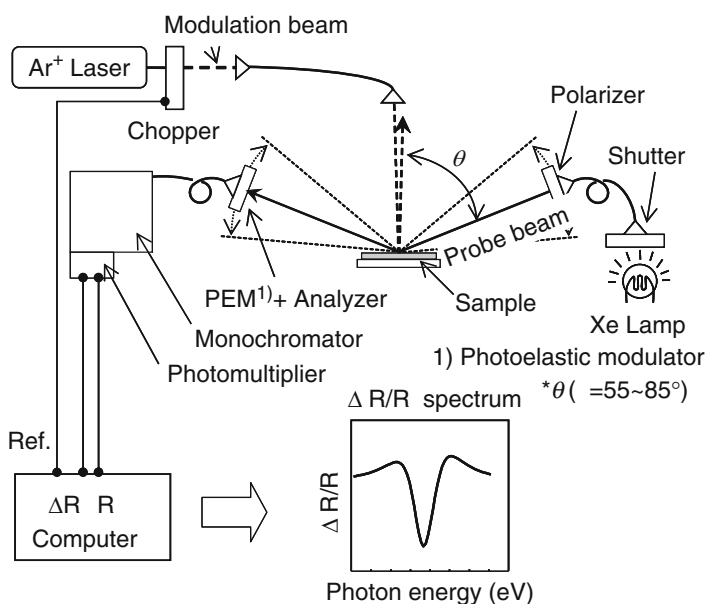 Modulation beam
Ar⁺ Laser
Chopper
Polarizer
θ
Shutter
Probe beam
PEM¹⁾+ Analyzer
Sample
Monochromator
Xe Lamp
Photomultiplier
1) Photoelastic modulator
*θ( =55~85°)
Δ R/R spectrum
Ref.
ΔR R
Computer
Δ R/R
Photon energy (eV)